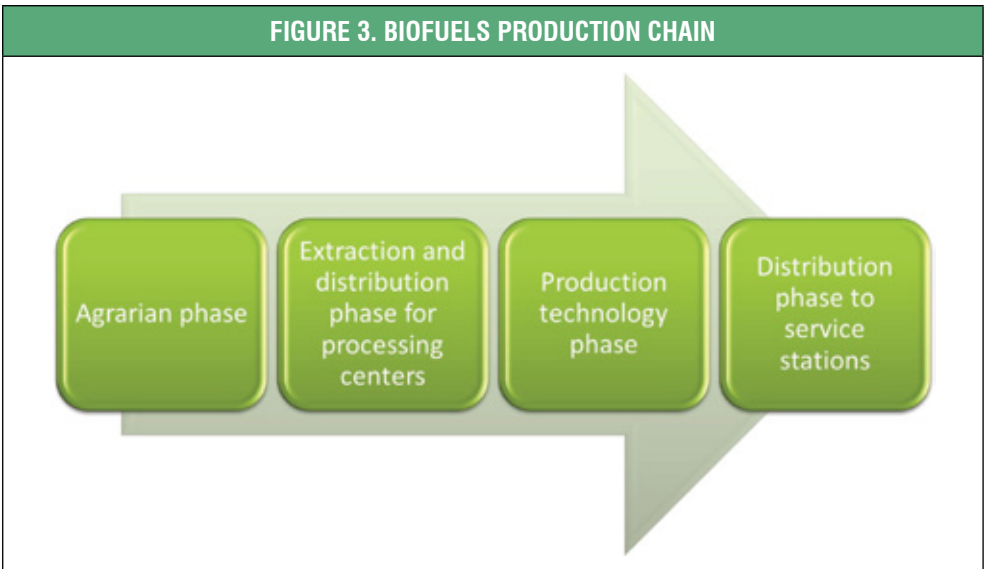 FIGURE 3. BIOFUELS PRODUCTION CHAIN
Agrarian phase
Extraction and
distribution
phase for
processing
centers
Production
technology
phase
Distribution
phase to
service
stations